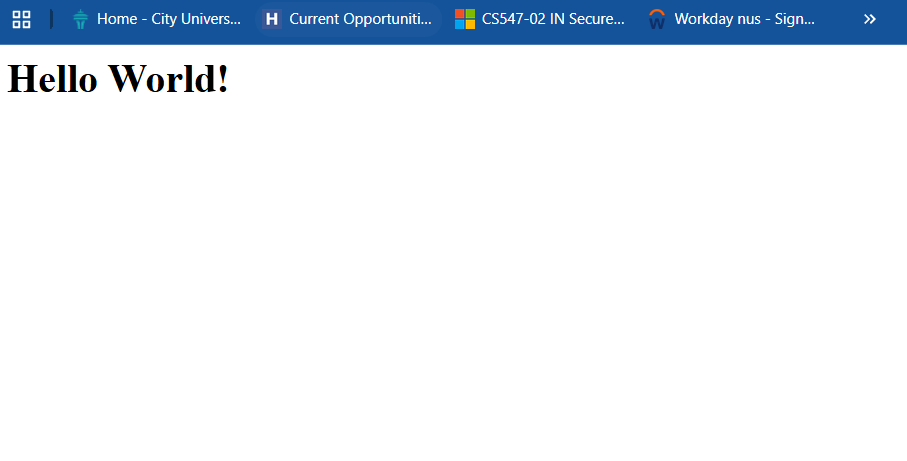 Home - City Univers...
H Current Opportuniti...
CS547-02 IN Secure...
Workday nus - Sign...
Hello World!